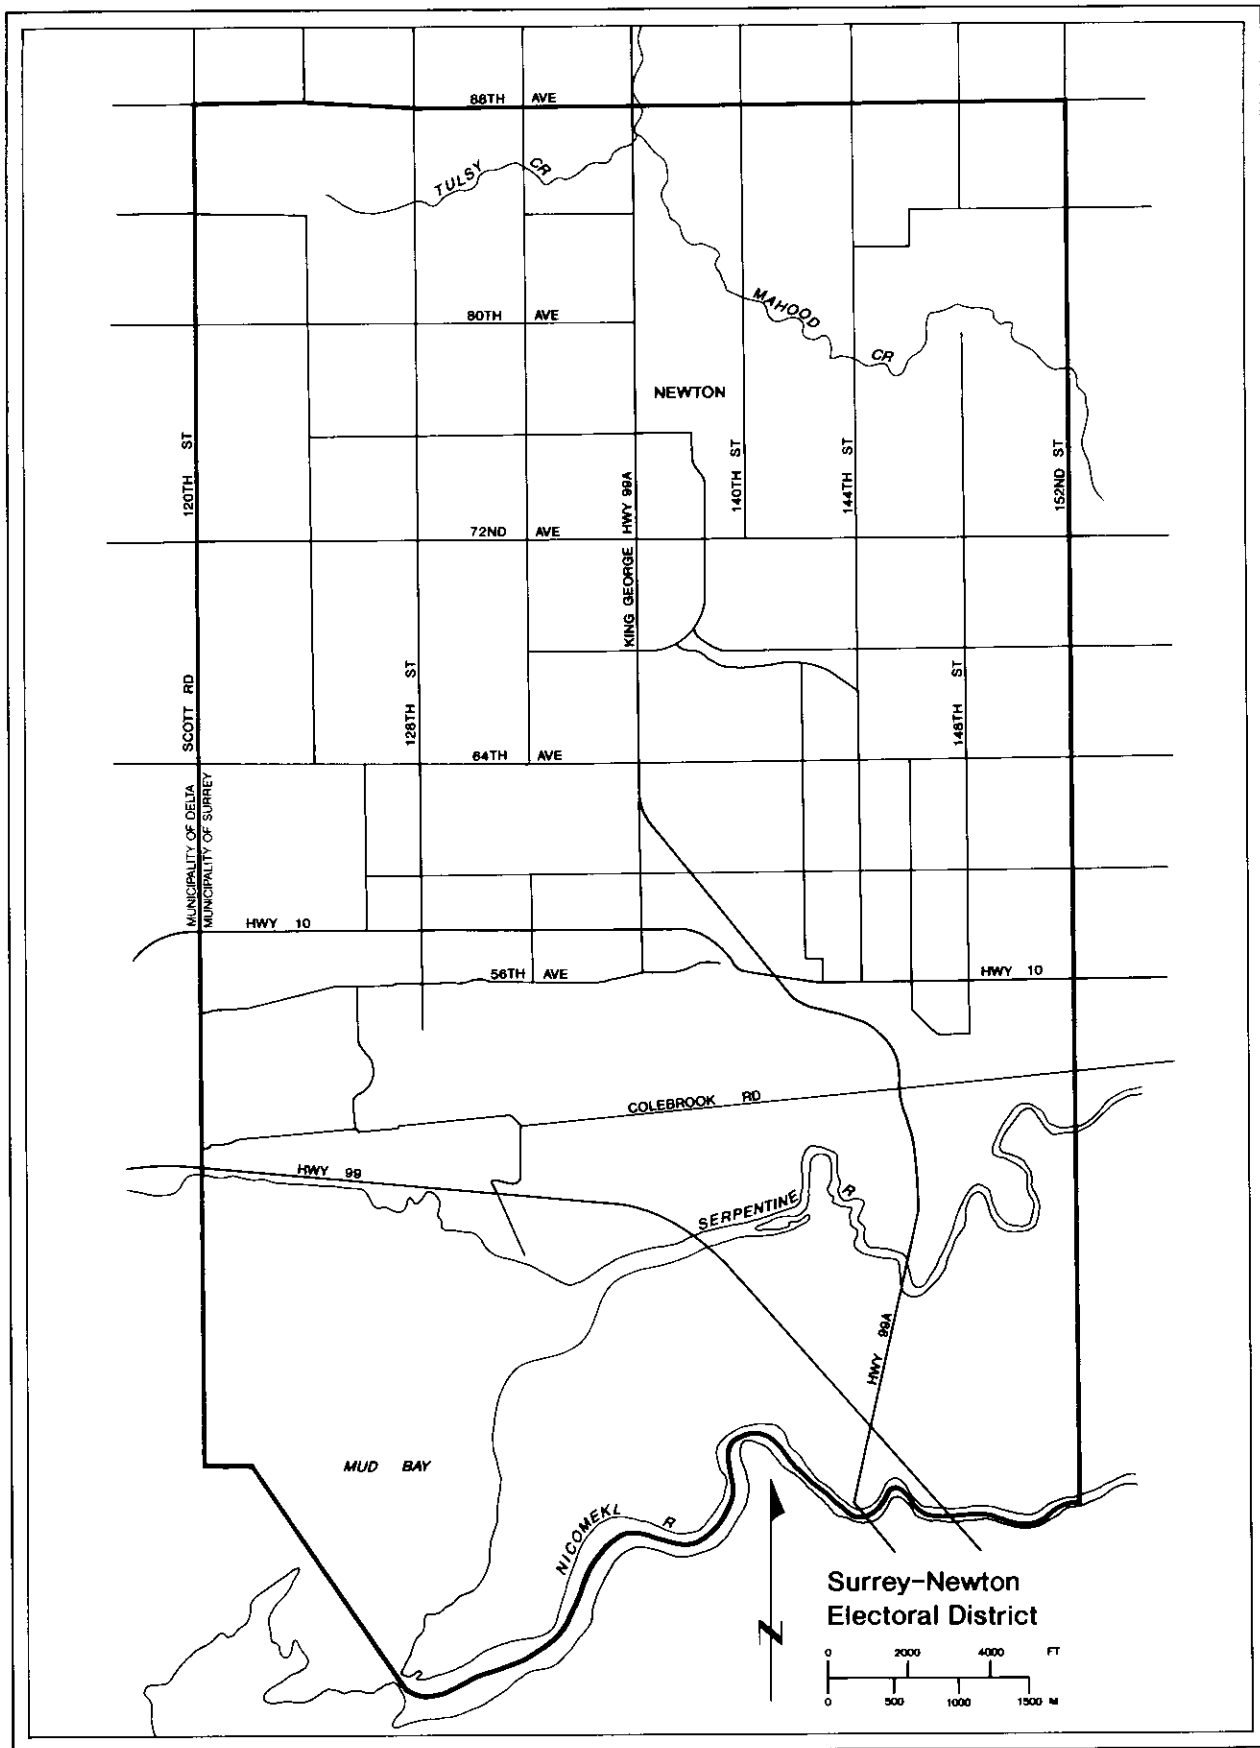 88TH AVE
TULSY CR
MAHOOD CR
80TH AVE
NEWTON
120TH ST
KING GEORGE HWY 99A
140TH ST
144TH ST
152ND ST
72ND AVE
SCOTT RD
128TH ST
148TH ST
64TH AVE
MUNICIPALITY OF DELTA
MUNICIPALITY OF SURREY
HWY 10
56TH AVE
HWY 10
COLEBROOK RD
HWY 99
SERPENTINE R
HWY 99A
MUD BAY
NICOMEKL R
N
Surrey-Newton
Electoral District
0 2000 4000 FT
0 500 1000 1500 M